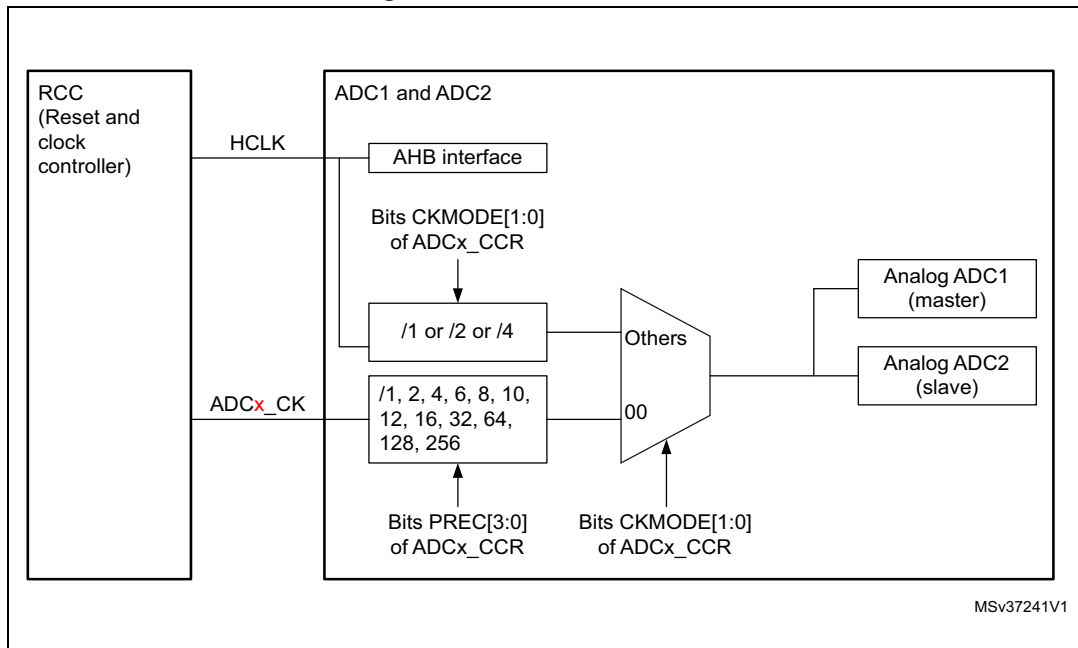 RCC
(Reset and
clock
controller)
HCLK
ADCx_CK
ADC1 and ADC2
AHB interface
Bits CKMODE[1:0]
of ADCx_CCR
/1 or /2 or /4
/1, 2, 4, 6, 8, 10,
12, 16, 32, 64,
128, 256
Bits PREC[3:0]
of ADCx_CCR
Others
00
Bits CKMODE[1:0]
of ADCx_CCR
Analog ADC1
(master)
Analog ADC2
(slave)
MSv37241V1